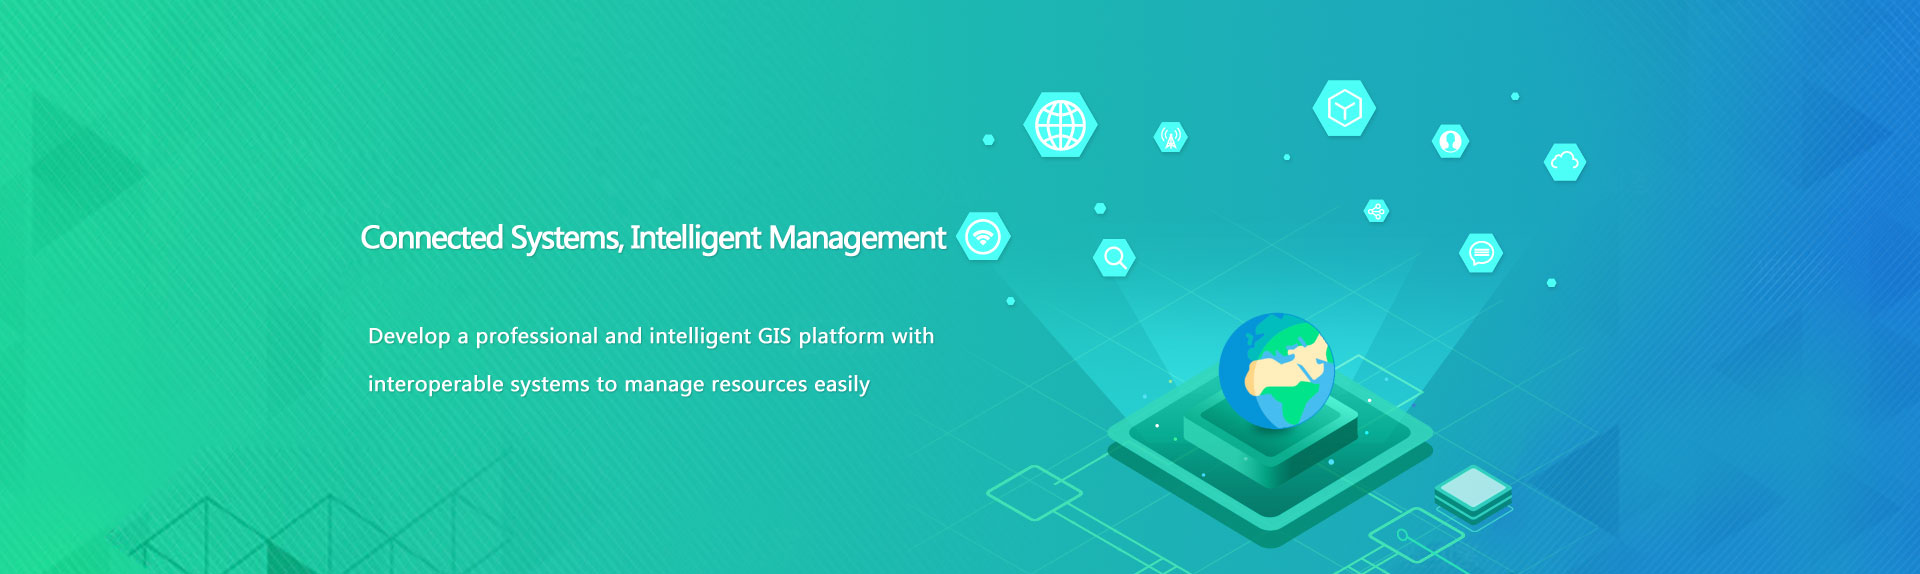 Connected Systems, Intelligent Management
Develop a professional and intelligent GIS platform with
interoperable systems to manage resources easily